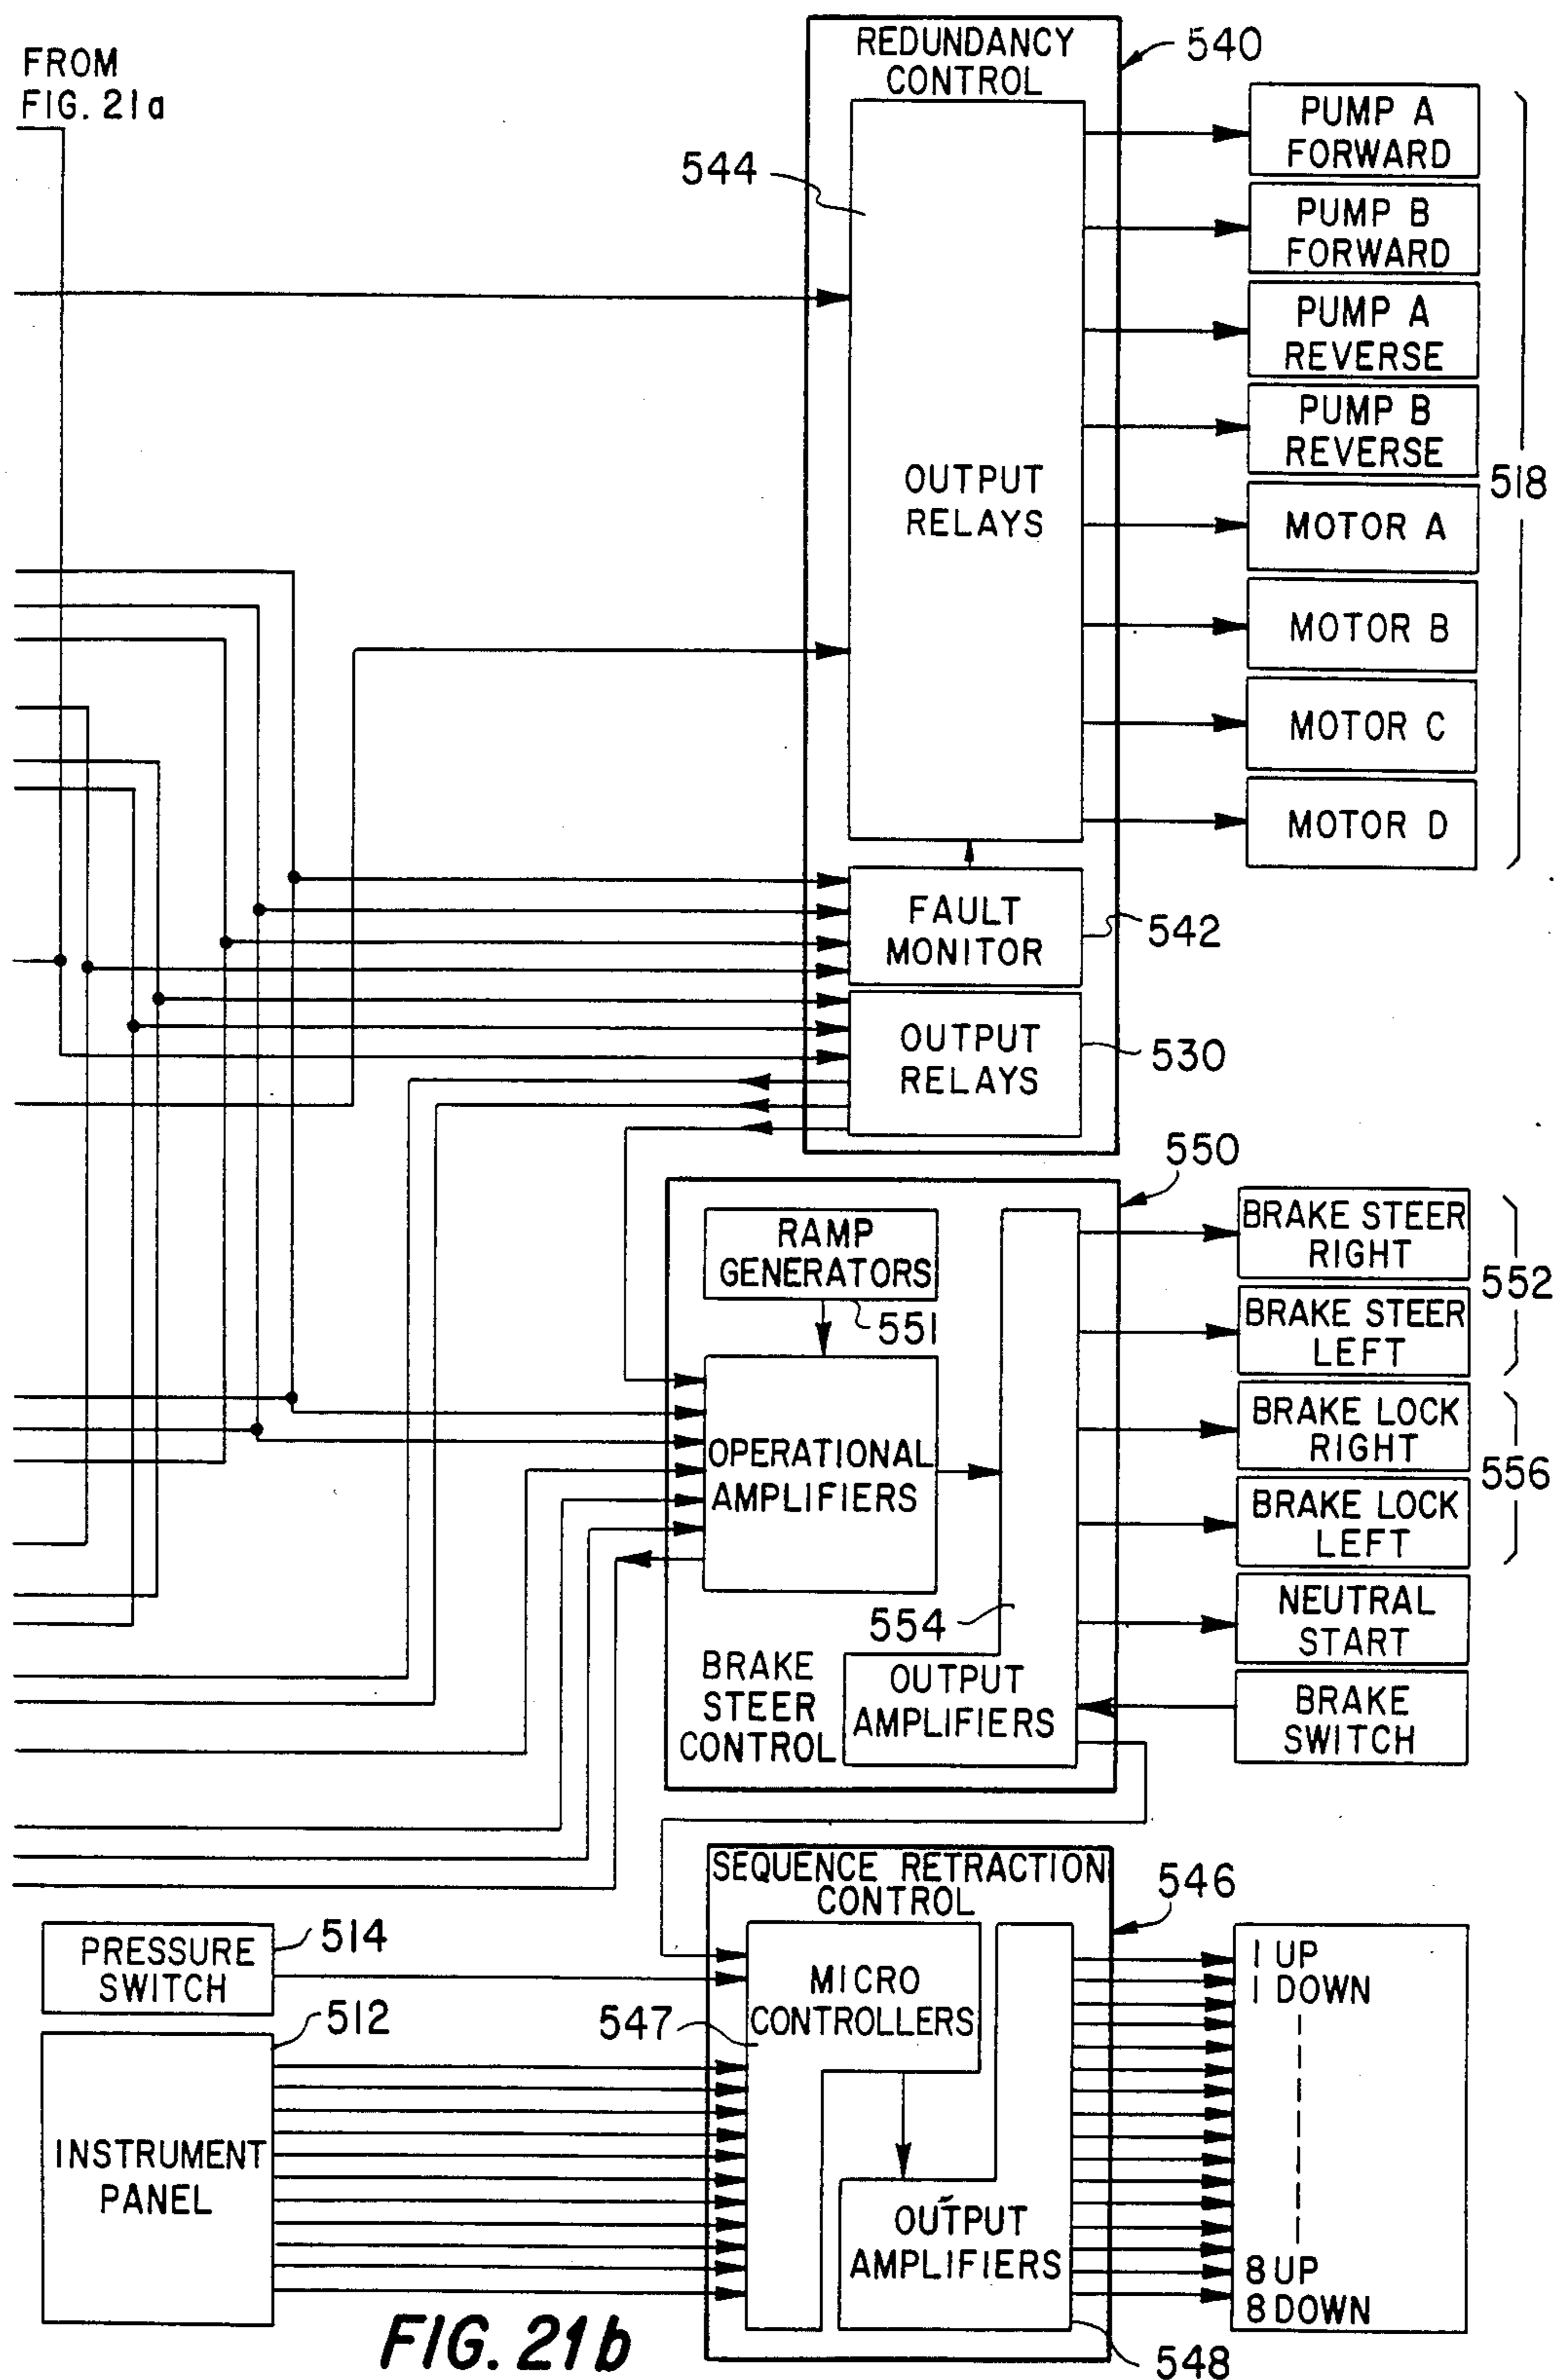 FROM
FIG. 21a
REDUNDANCY
CONTROL
540
544
OUTPUT
RELAYS
PUMP A
FORWARD
PUMP B
FORWARD
PUMP A
REVERSE
PUMP B
REVERSE
518
MOTOR A
MOTOR B
MOTOR C
MOTOR D
FAULT
MONITOR
542
OUTPUT
RELAYS
530
550
RAMP
GENERATORS
551
OPERATIONAL
AMPLIFIERS
554
OUTPUT
AMPLIFIERS
BRAKE
STEER
CONTROL
BRAKE STEER
RIGHT
BRAKE STEER
LEFT
552
BRAKE LOCK
RIGHT
BRAKE LOCK
LEFT
556
NEUTRAL
START
BRAKE
SWITCH
SEQUENCE RETRACTION
CONTROL
546
PRESSURE
SWITCH
514
512
INSTRUMENT
PANEL
547
MICRO
CONTROLLERS
OUTPUT
AMPLIFIERS
548
1 UP
1 DOWN
8 UP
8 DOWN
FIG. 21b